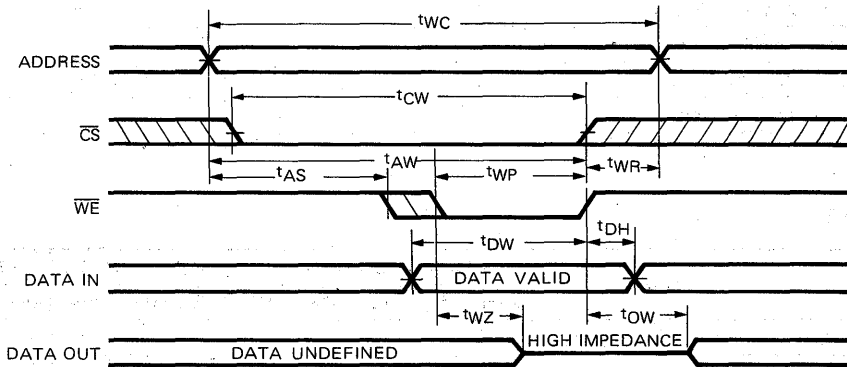 tWC
ADDRESS
tCW
CS
tAW
tAS
tWP
tWR
WE
tDW
tDH
DATA IN
DATA VALID
tWZ
tOW
HIGH IMPEDANCE
DATA OUT
DATA UNDEFINED